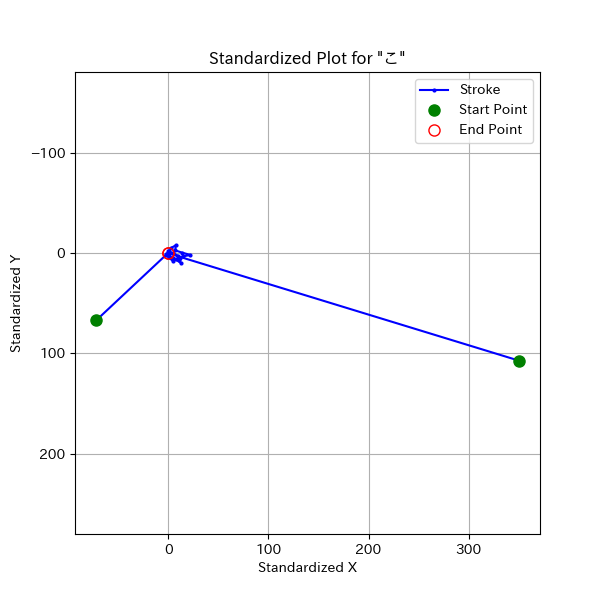 Standardized Plot for "こ"
Stroke
Start Point
End Point
−100
0
100
200
Standardized Y
0 100 200 300
Standardized X